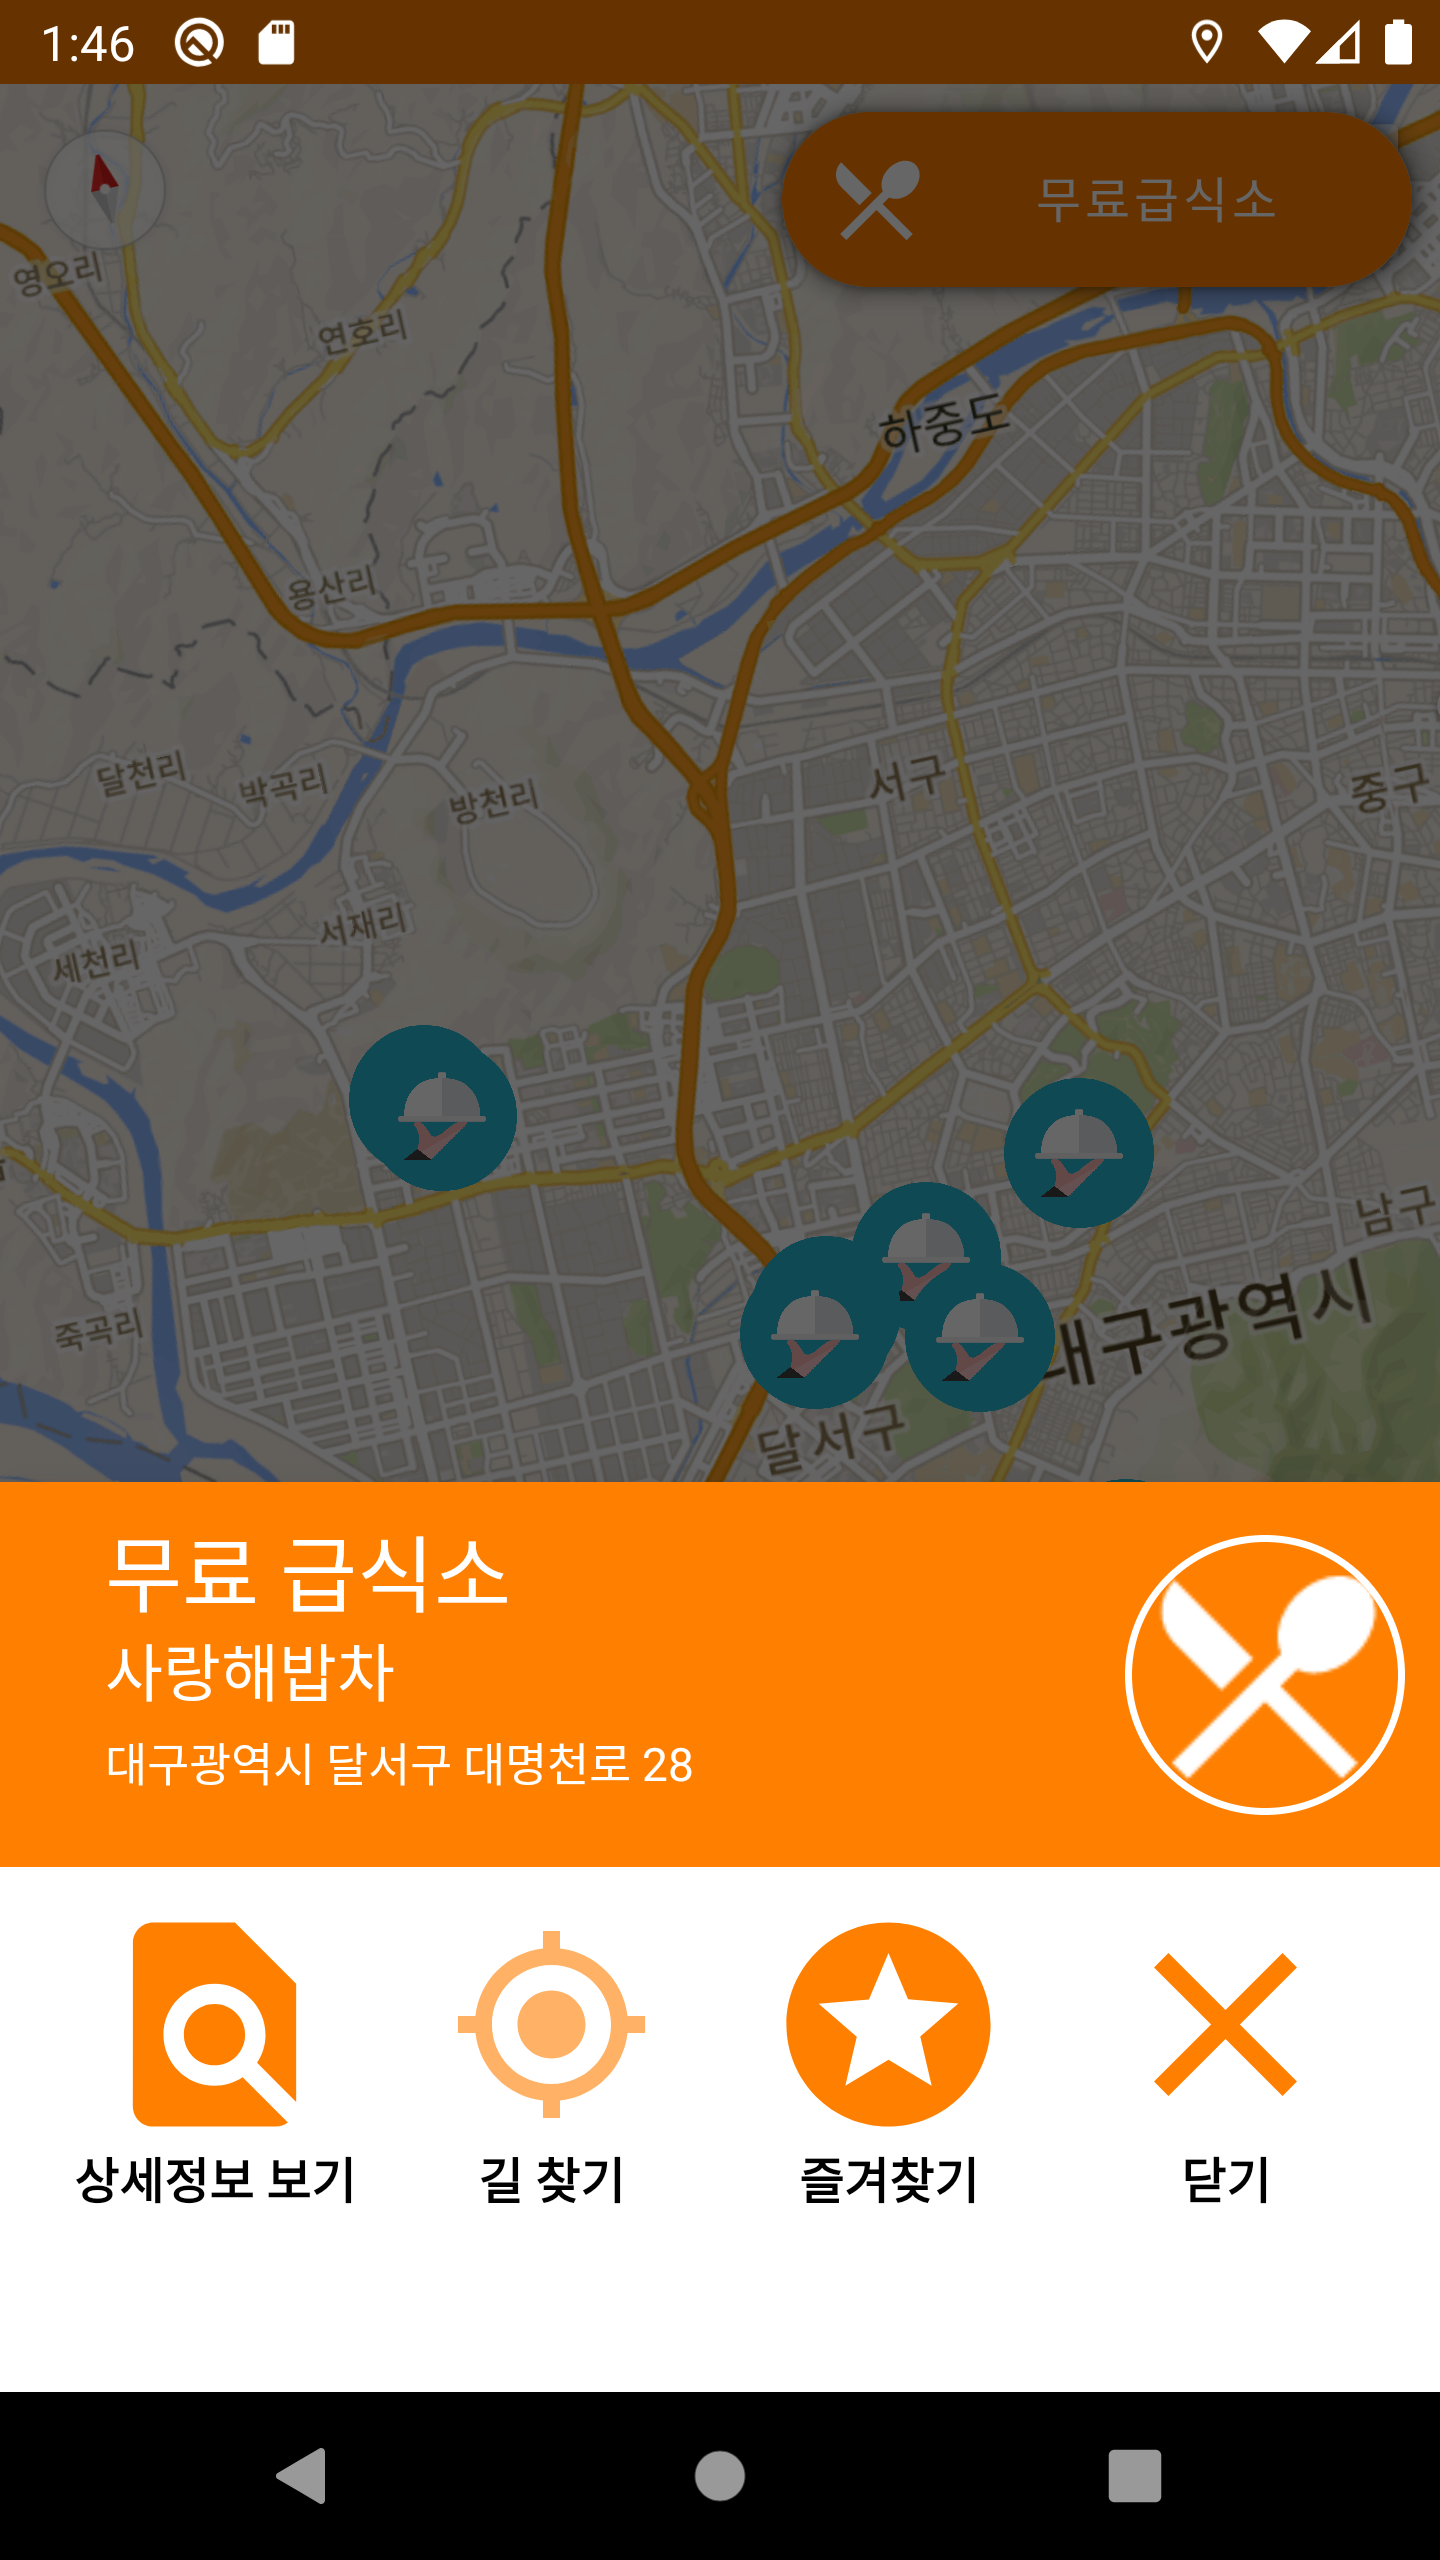 1:46
무료급식소
영오리
연호리
하중도
용산리
달천리
박곡리
방천리
서구
중구
서재리
세천리
남구
죽곡리
대구광역시
달서구
무료 급식소
사랑해밥차
대구광역시 달서구 대명천로 28
상세정보 보기
길 찾기
즐겨찾기
닫기